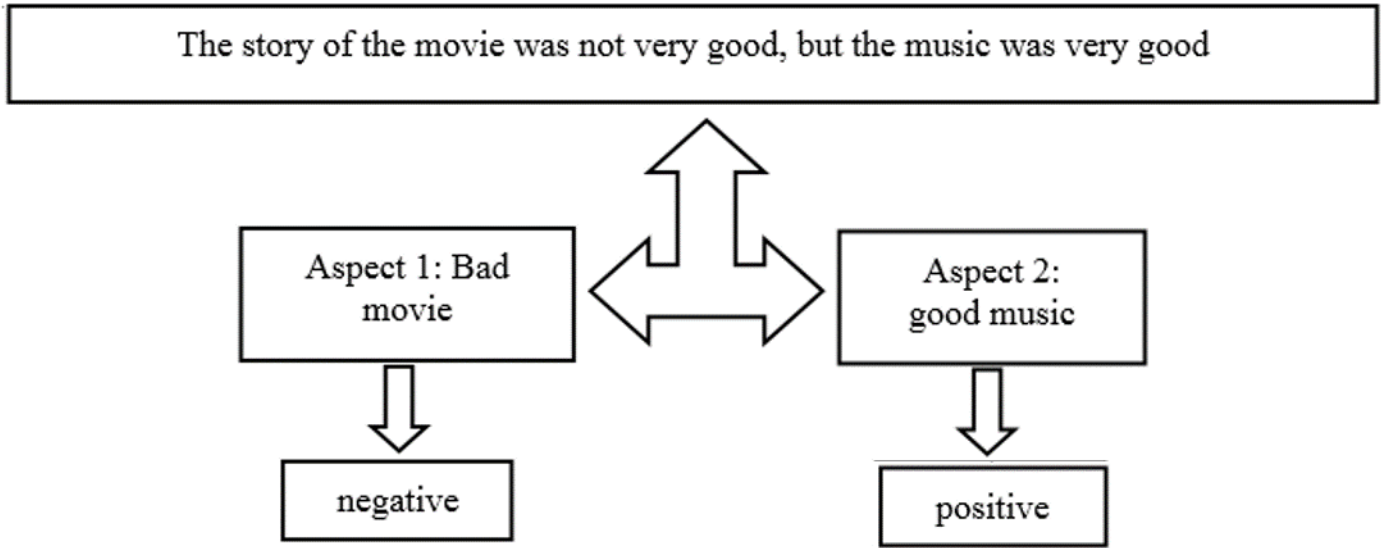 The story of the movie was not very good, but the music was very good
Aspect 1: Bad
movie
Aspect 2:
good music
negative
positive